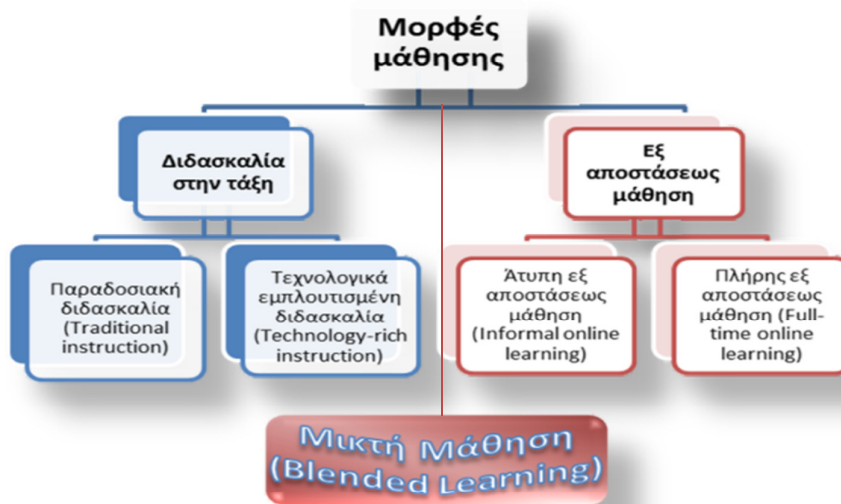 Μορφές
μάθησης
Διδασκαλία
στην τάξη
Εξ
αποστάσεως
μάθηση
Παραδοσιακή
διδασκαλία
(Traditional
instruction)
Τεχνολογικά
εμπλουτισμένη
διδασκαλία
(Technology-rich
instruction)
Άτυπη εξ
αποστάσεως
μάθηση
(Informal online
learning)
Πλήρης εξ
αποστάσεως
μάθηση (Full-
time online
learning)
Μικτή Μάθηση
(Blended Learning)